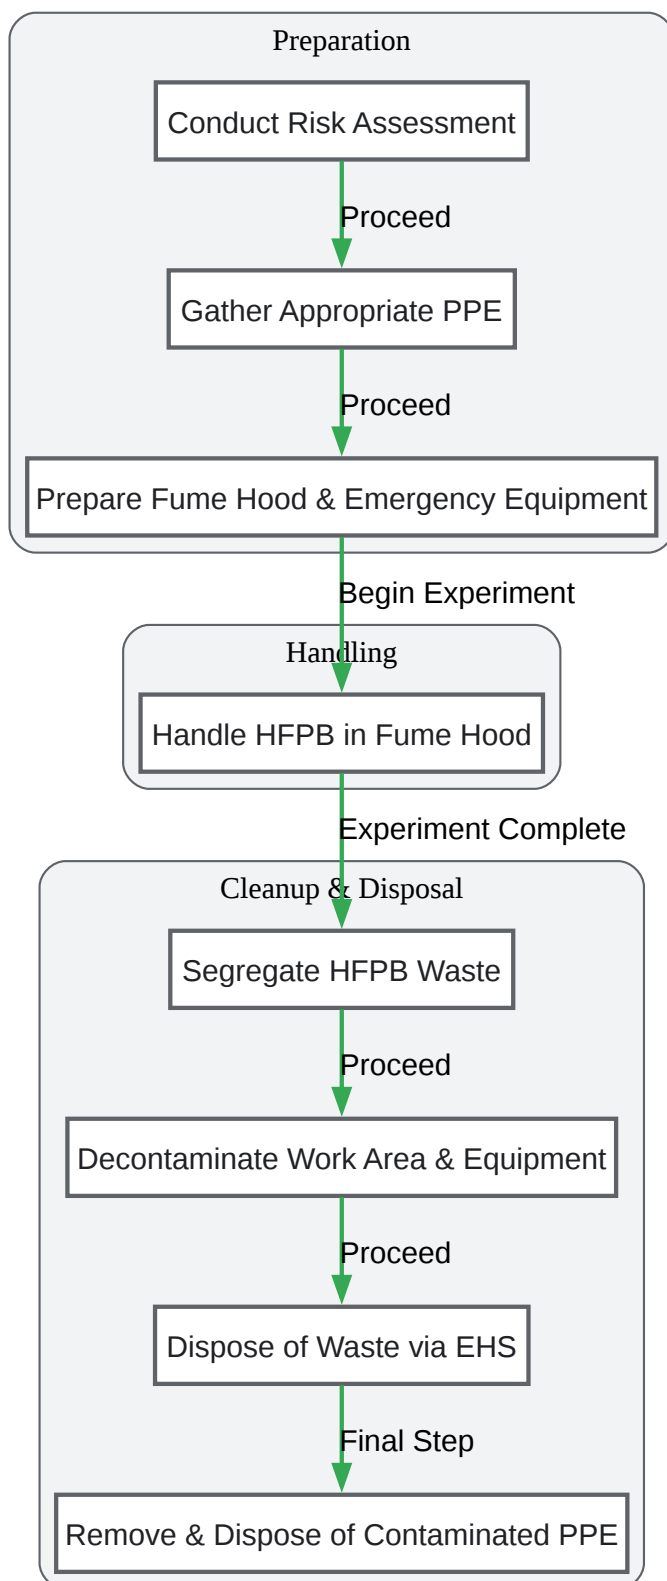 Preparation
Conduct Risk Assessment
Proceed
Gather Appropriate PPE
Proceed
Prepare Fume Hood & Emergency Equipment
Begin Experiment
Handling
Handle HFPB in Fume Hood
Experiment Complete
Cleanup & Disposal
Segregate HFPB Waste
Proceed
Decontaminate Work Area & Equipment
Proceed
Dispose of Waste via EHS
Final Step
Remove & Dispose of Contaminated PPE